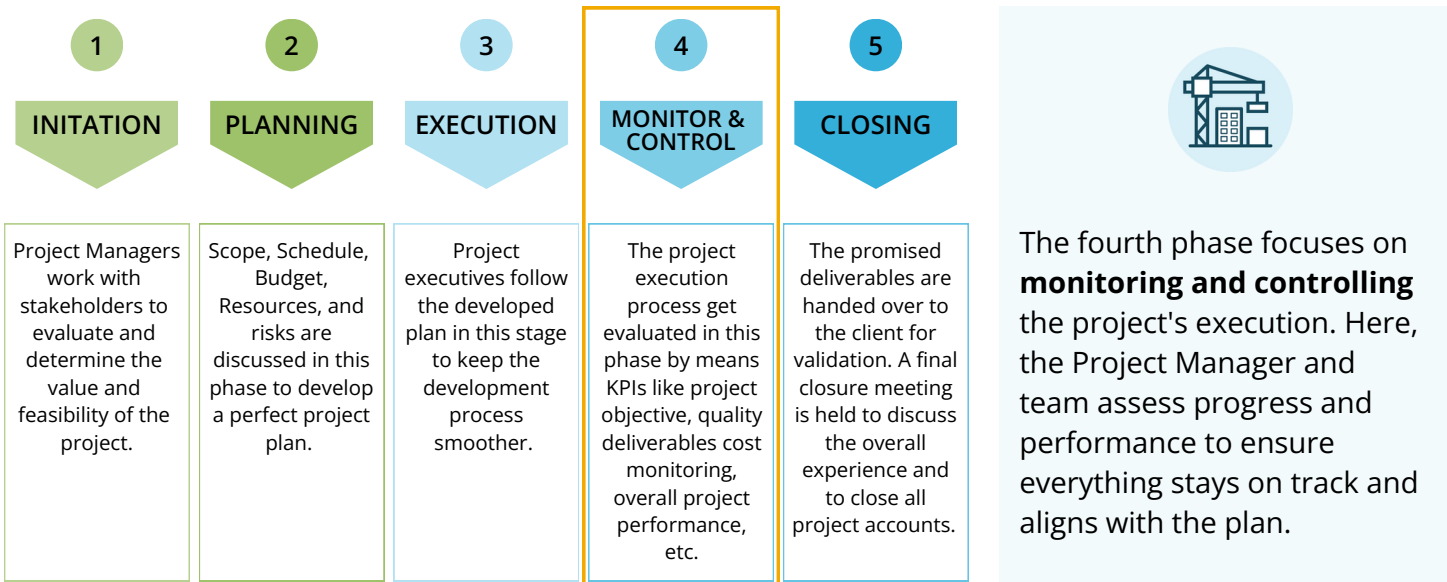 1
INITATION
Project Managers
work with
stakeholders to
evaluate and
determine the
value and
feasibility of the
project.
2
PLANNING
Scope, Schedule,
Budget,
Resources, and
risks are
discussed in this
phase to develop
a perfect project
plan.
3
EXECUTION
Project
executives follow
the developed
plan in this stage
to keep the
development
process
smoother.
4
MONITOR &
CONTROL
The project
execution
process get
evaluated in this
phase by means
KPIs like project
objective, quality
deliverables cost
monitoring,
overall project
performance,
etc.
5
CLOSING
The promised
deliverables are
handed over to
the client for
validation. A final
closure meeting
is held to discuss
the overall
experience and
to close all
project accounts.
The fourth phase focuses on
monitoring and controlling
the project's execution. Here,
the Project Manager and
team assess progress and
performance to ensure
everything stays on track and
aligns with the plan.